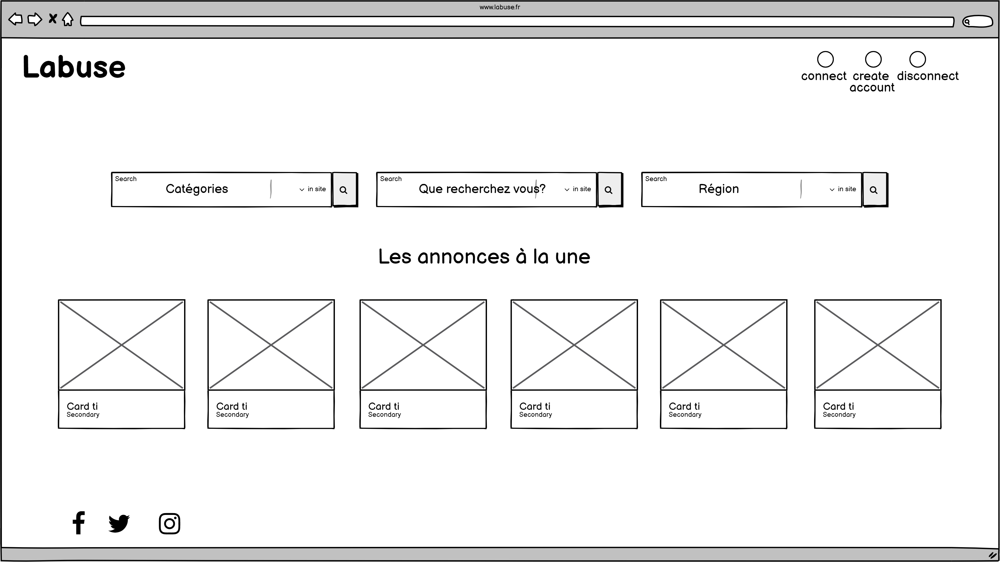 www.labuse.fr
Labuse
connect
create
account
disconnect
Search
Catégories
in site
Search
Que recherchez vous?
in site
Search
Région
in site
Les annonces à la une
Card ti
Secondary
Card ti
Secondary
Card ti
Secondary
Card ti
Secondary
Card ti
Secondary
Card ti
Secondary